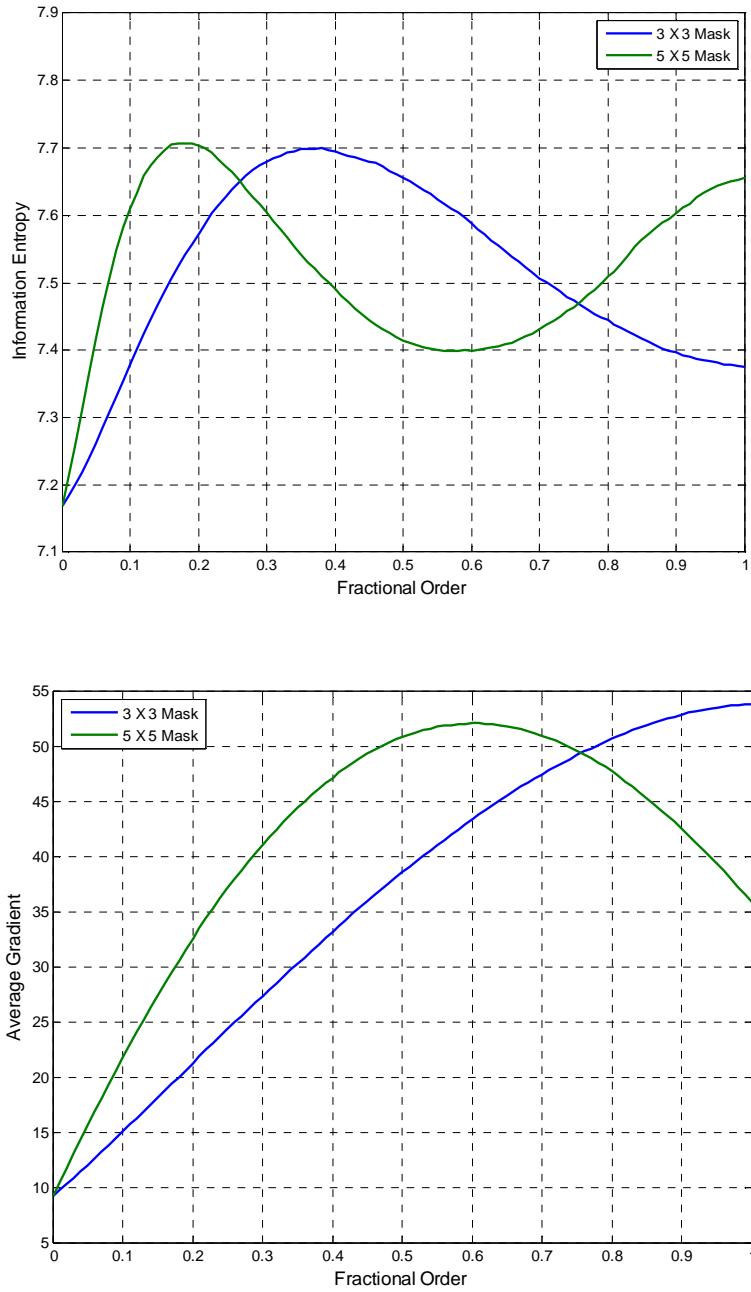 7.9
3 X 3 Mask
5 X 5 Mask
7.8
7.7
7.6
7.5
7.4
7.3
7.2
7.1
Information Entropy
0 0.1 0.2 0.3 0.4 0.5 0.6 0.7 0.8 0.9 1
Fractional Order
55
3 X 3 Mask
5 X 5 Mask
50
45
40
35
30
25
20
15
10
5
Average Gradient
0 0.1 0.2 0.3 0.4 0.5 0.6 0.7 0.8 0.9 1
Fractional Order